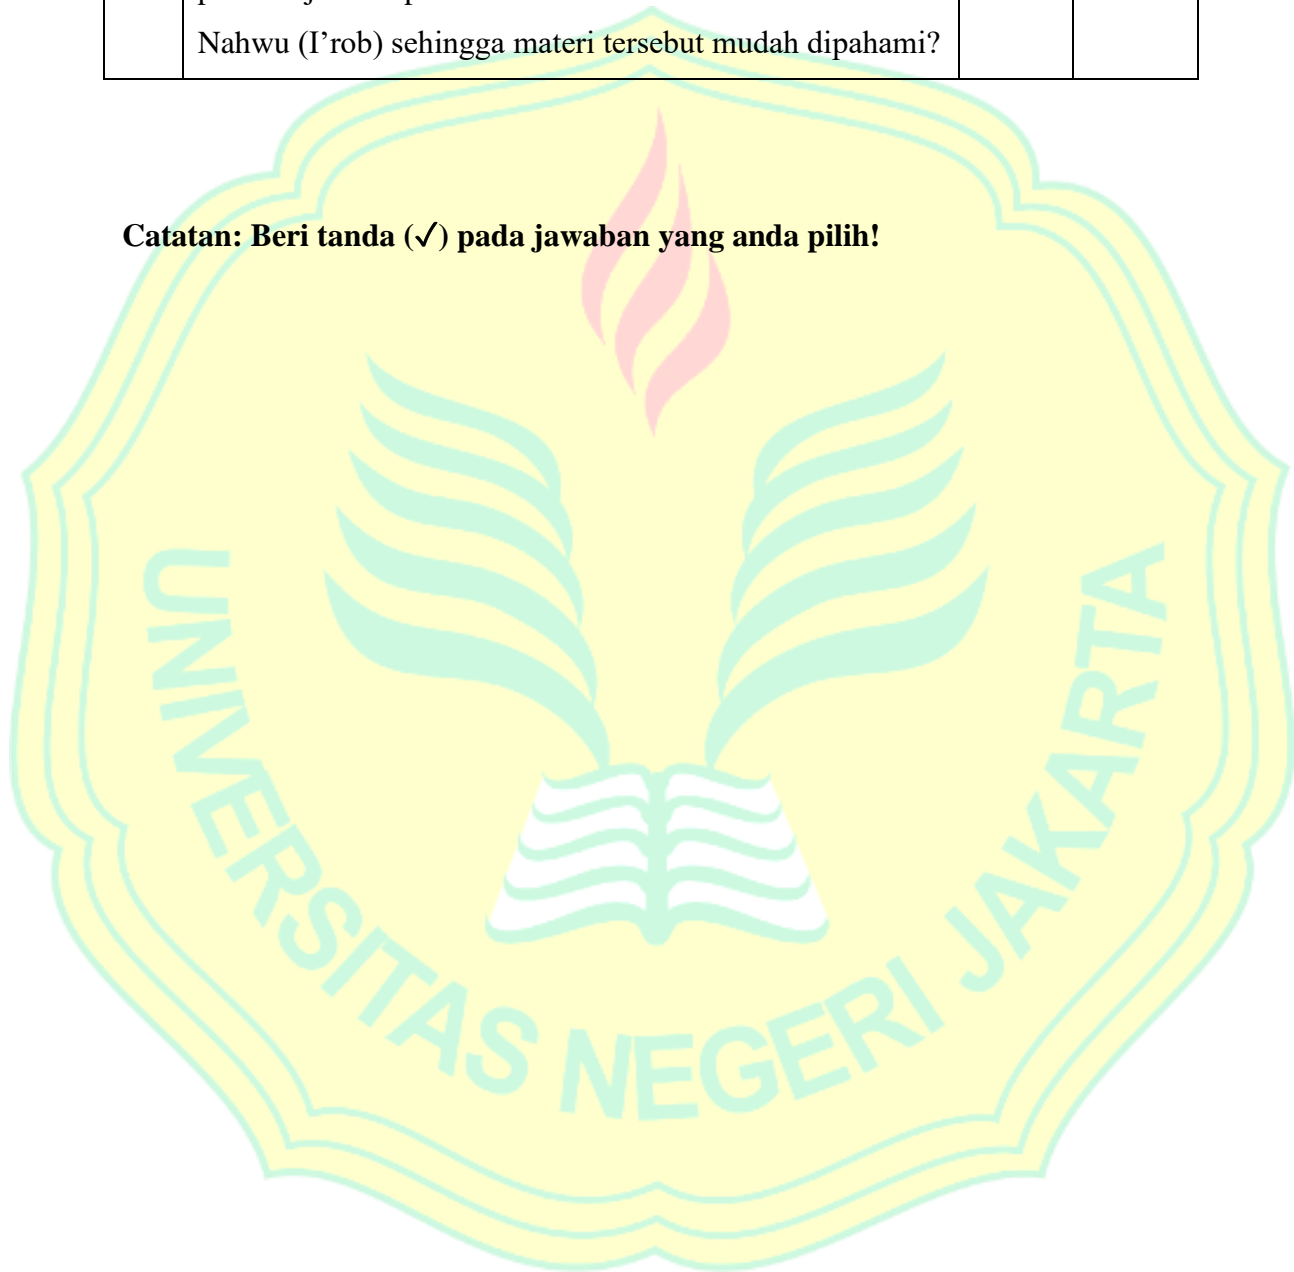 Nahwu (I’rob) sehingga materi tersebut mudah dipahami?
Catatan: Beri tanda (✓) pada jawaban yang anda pilih!
UNIVERSITAS NEGERI JAKARTA